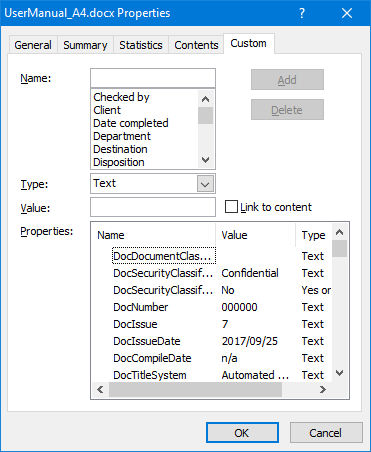 UserManual_A4.docx Properties ? ×
General Summary Statistics Contents Custom
Name:
Add
Checked by
Client
Date completed
Department
Destination
Disposition
Delete
Type: Text
Value: Link to content
Properties:
Name Value Type
DocDocumentClas... Text
DocSecurityClassif... Confidential Text
DocSecurityClassif... No Yes or
DocNumber 000000 Text
DocIssue 7 Text
DocIssueDate 2017/09/25 Text
DocCompileDate n/a Text
DocTitleSystem Automated ... Text
OK Cancel